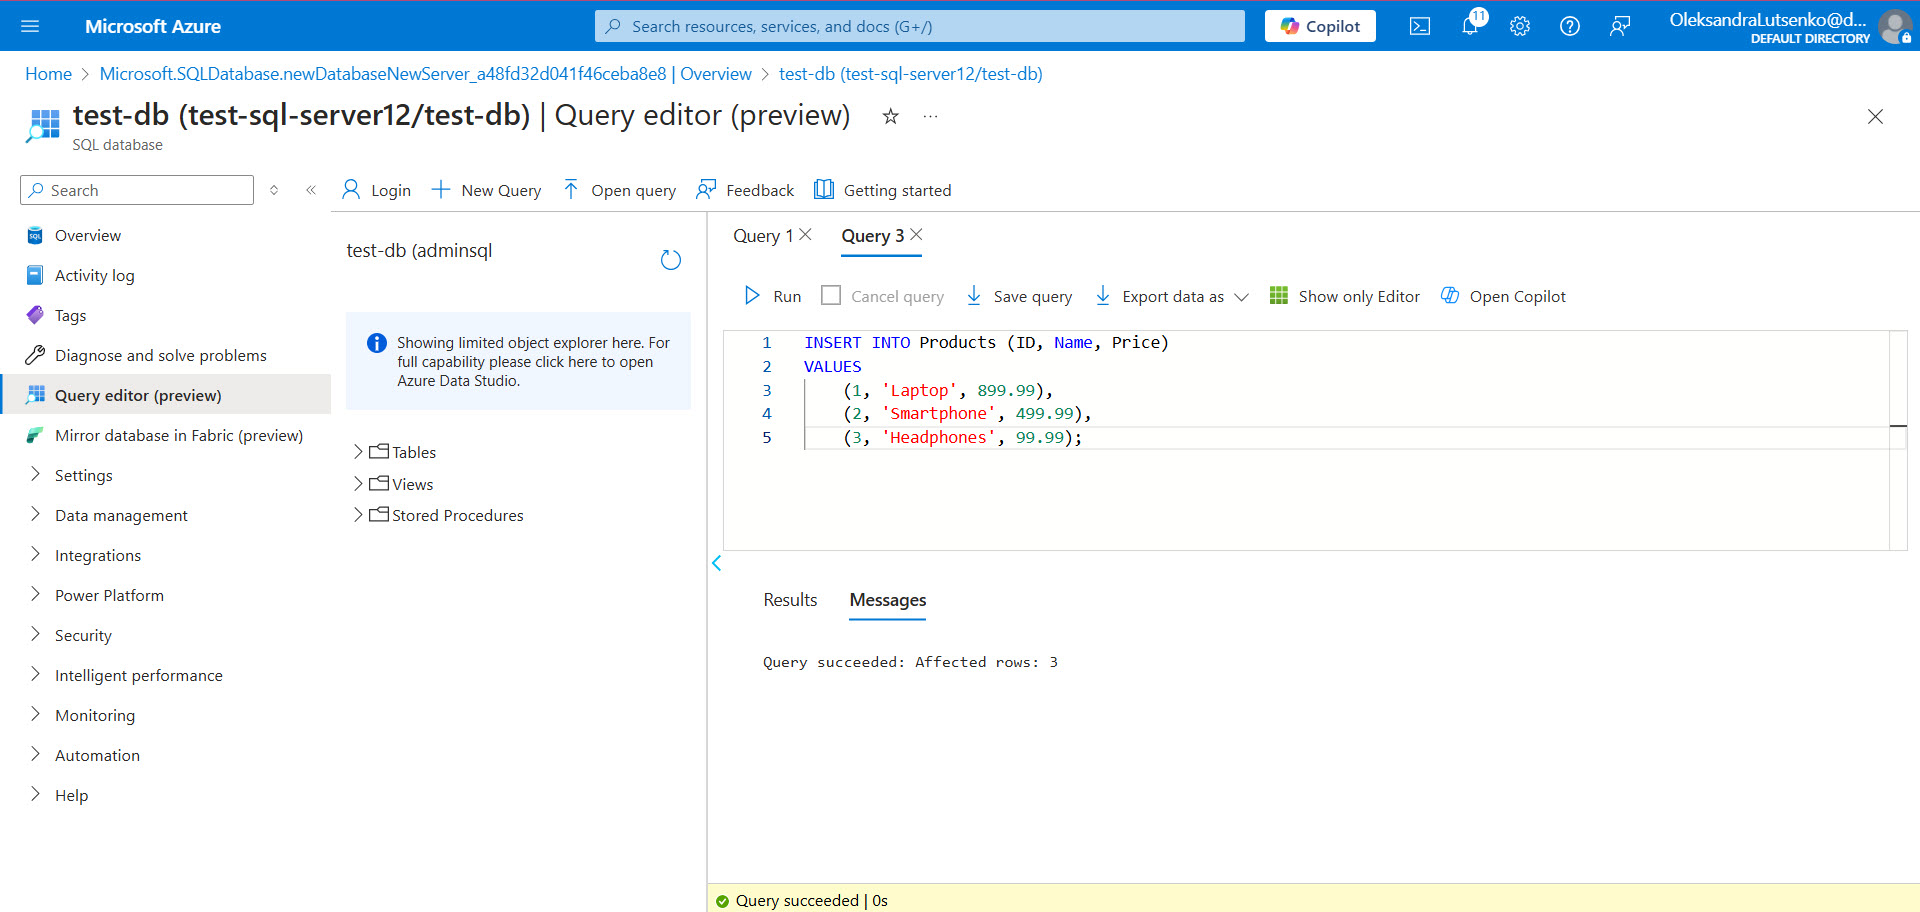 Microsoft Azure
Search resources, services, and docs (G+/)
Copilot
11
OleksandraLutsenko@d...
DEFAULT DIRECTORY
Home > Microsoft.SQLDatabase.newDatabaseNewServer_a48fd32d041f46ceba8e8 | Overview > test-db (test-sql-server12/test-db)
test-db (test-sql-server12/test-db) | Query editor (preview)
SQL database
Search
Login
New Query
Open query
Feedback
Getting started
Overview
Activity log
Tags
Diagnose and solve problems
Query editor (preview)
Mirror database in Fabric (preview)
Settings
Data management
Integrations
Power Platform
Security
Intelligent performance
Monitoring
Automation
Help
test-db (adminsql
Showing limited object explorer here. For
full capability please click here to open
Azure Data Studio.
Tables
Views
Stored Procedures
Query 1
Query 3
Run
Cancel query
Save query
Export data as
Show only Editor
Open Copilot
1 INSERT INTO Products (ID, Name, Price)
2 VALUES
3 (1, 'Laptop', 899.99),
4 (2, 'Smartphone', 499.99),
5 (3, 'Headphones', 99.99);
Results
Messages
Query succeeded: Affected rows: 3
Query succeeded | 0s